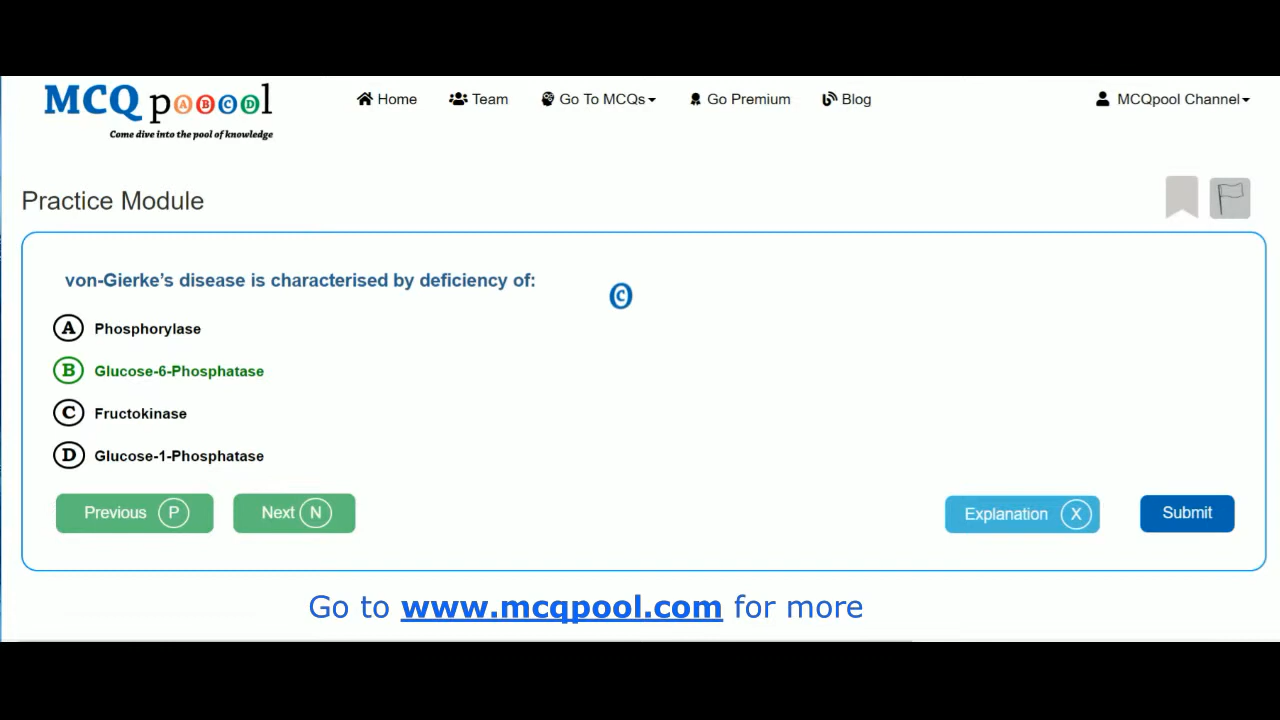 MCQ pooool
Come dive into the pool of knowledge
Home Team Go To MCQs Go Premium Blog MCQpool Channel
Practice Module
von-Gierke’s disease is characterised by deficiency of:
C
A Phosphorylase
B Glucose-6-Phosphatase
C Fructokinase
D Glucose-1-Phosphatase
Previous P Next N Explanation X Submit
Go to www.mcqpool.com for more